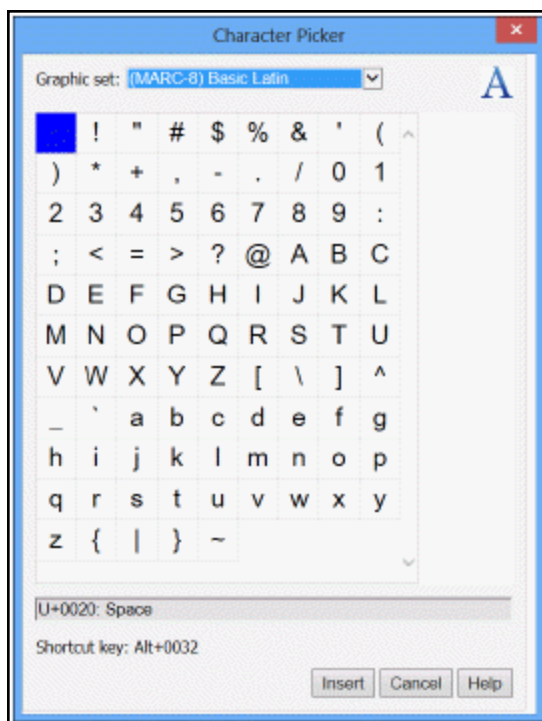 Character Picker
Graphic set: (MARC-8) Basic Latin
! " # $ % & ' (
) * + , - . / 0 1
2 3 4 5 6 7 8 9 :
; < = > ? @ A B C
D E F G H I J K L
M N O P Q R S T U
V W X Y Z [ \ ] ^
_ ` a b c d e f g
h i j k l m n o p
q r s t u v w x y
z { | } ~
U+0020: Space
Shortcut key: Alt+0032
Insert Cancel Help